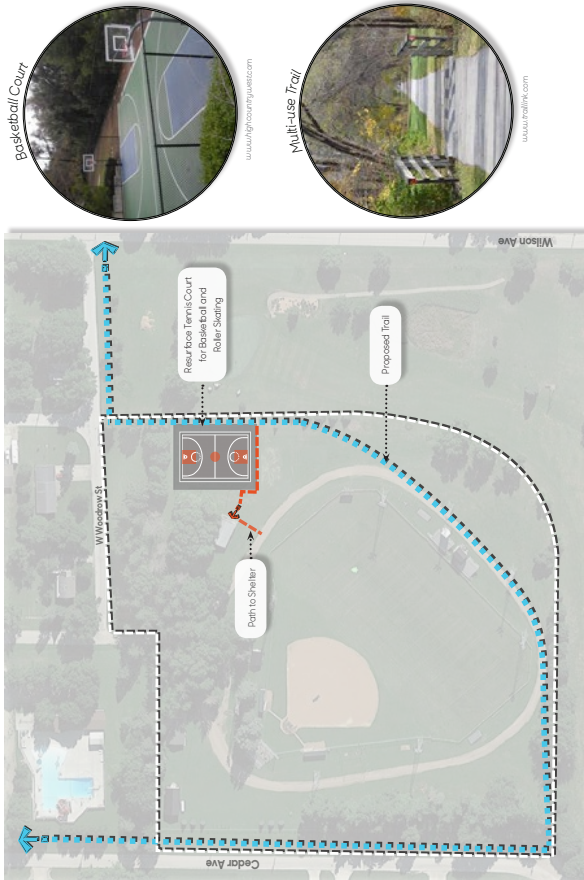 Basketball Court
www.highcountrywest.com
Multi-use Trail
www.traillink.com
Wilson Ave
Resurface Tennis Court
for Basketball and
Roller Skating
Proposed Trail
W Woodrow St
Path to Shelter
Cedar Ave